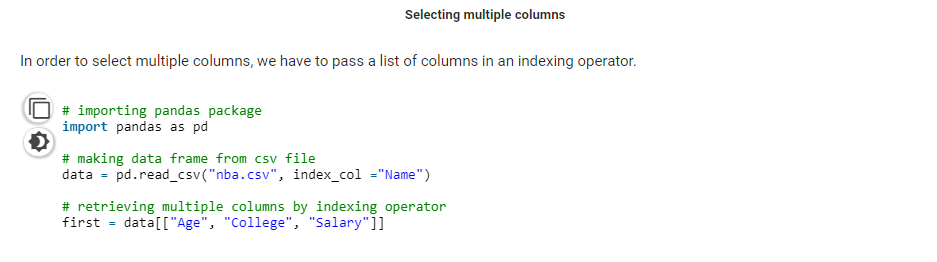 Selecting multiple columns
In order to select multiple columns, we have to pass a list of columns in an indexing operator.
# importing pandas package
import pandas as pd
# making data frame from csv file
data = pd.read_csv("nba.csv", index_col ="Name")
# retrieving multiple columns by indexing operator
first = data[["Age", "College", "Salary"]]